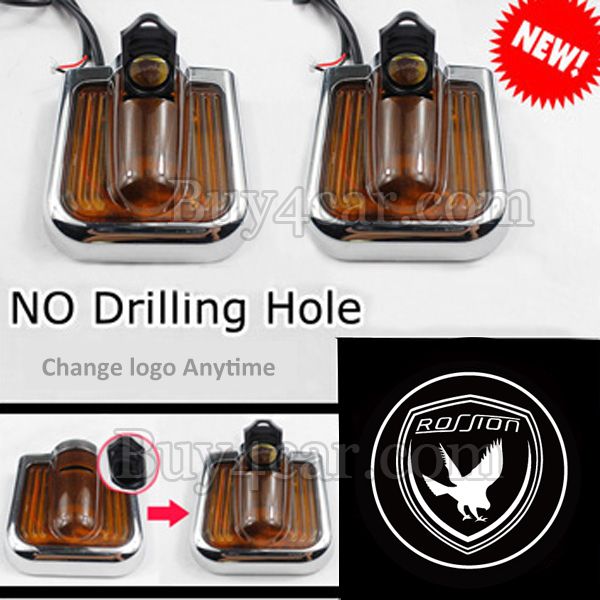 NEW!
Buy4car.com
NO Drilling Hole
Change logo Anytime
Buy4car.com
ROSSION